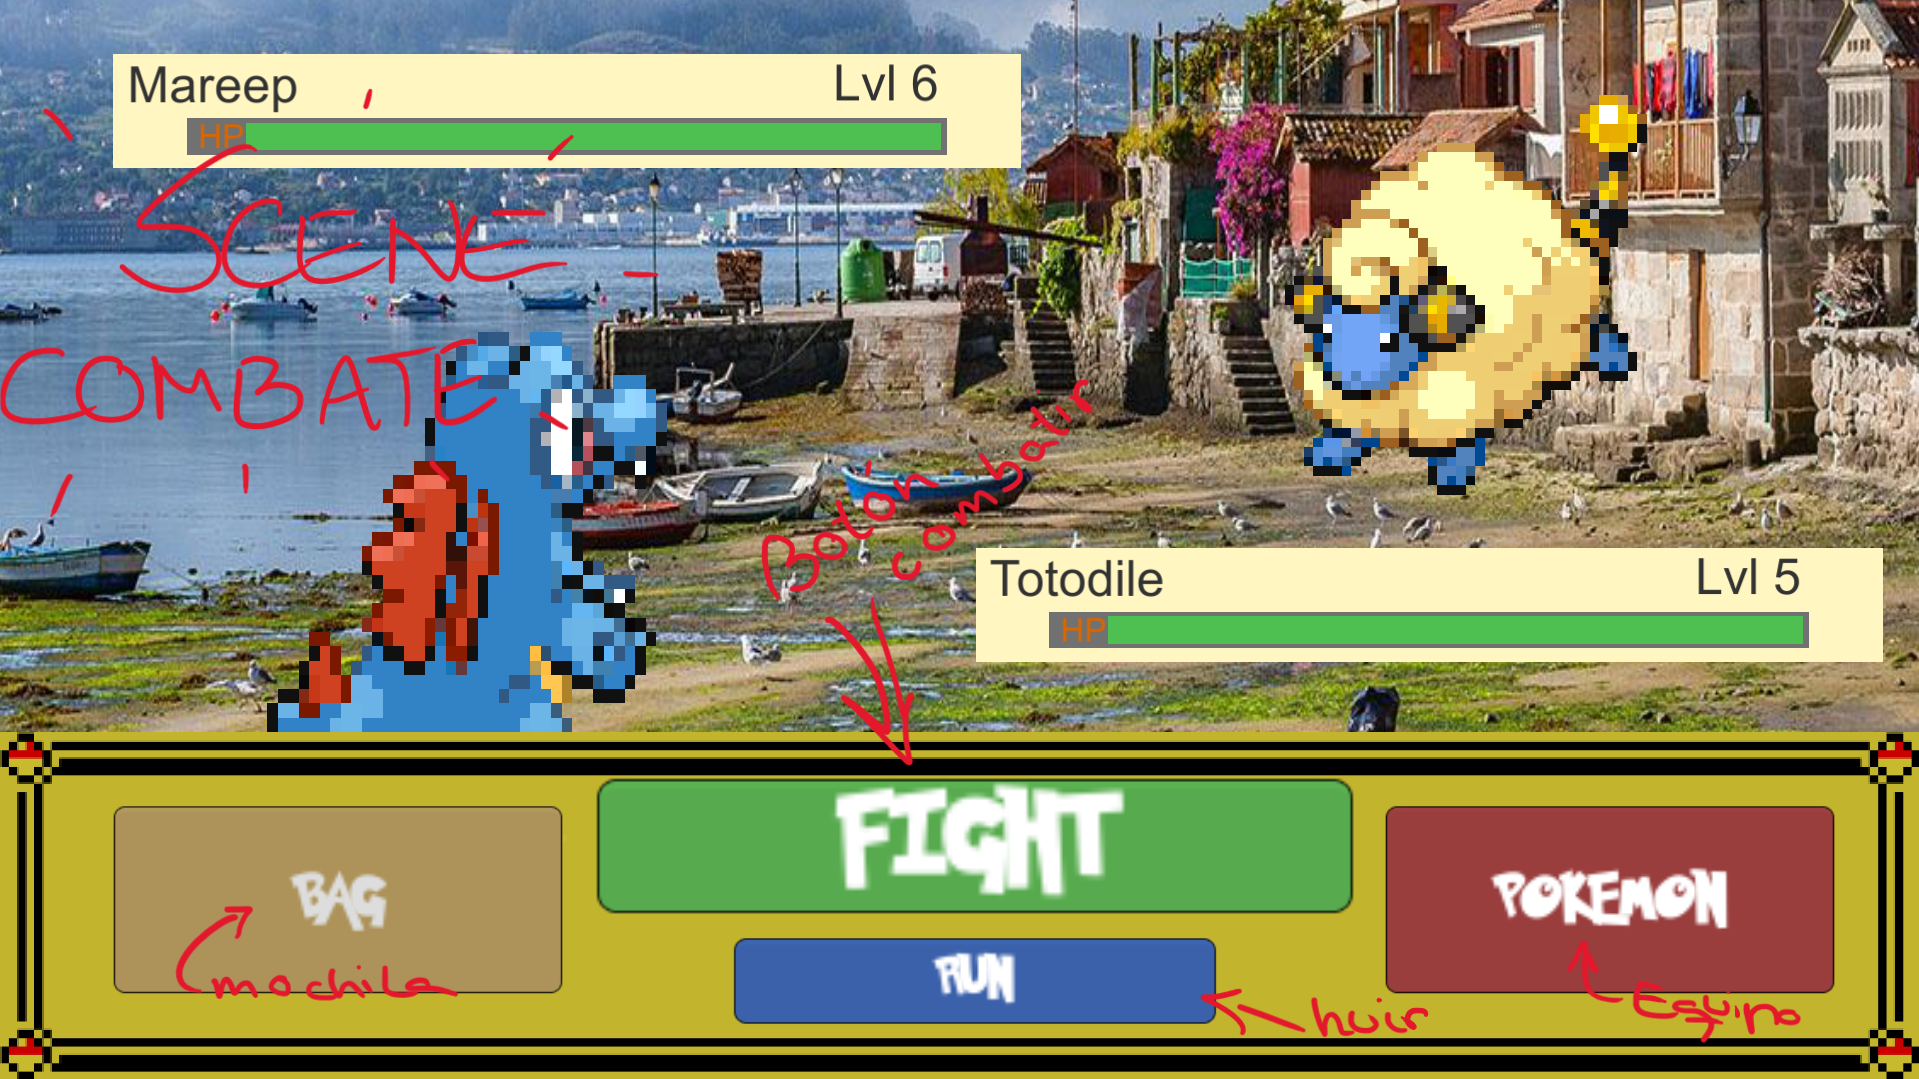 Mareep Lvl 6
HP
SCENE
COMBATE
Botón
combatir
Totodile Lvl 5
HP
FIGHT
BAG
POKEMON
mochila
RUN
huir
Equipo